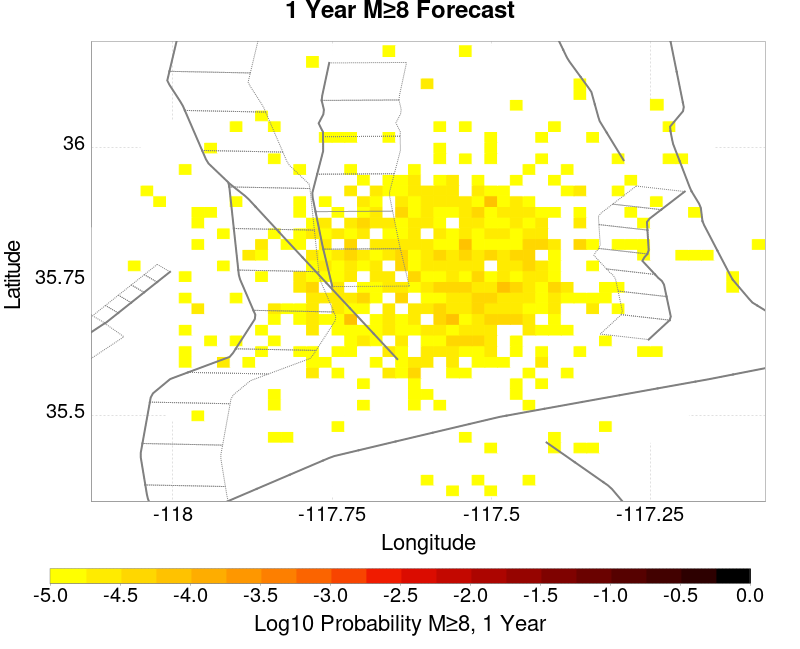 1 Year M≥8 Forecast
36
35.75
35.5
Latitude
-118 -117.75 -117.5 -117.25
Longitude
-5.0 -4.5 -4.0 -3.5 -3.0 -2.5 -2.0 -1.5 -1.0 -0.5 0.0
Log10 Probability M≥8, 1 Year